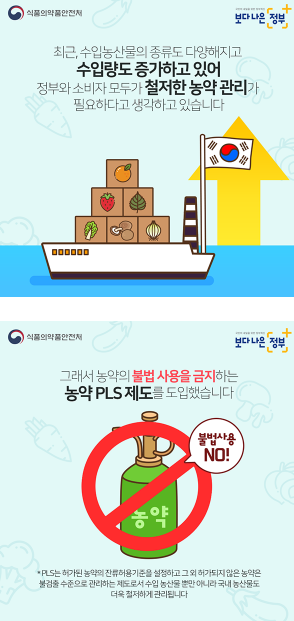 식품의약품안전처
보다나은 정부
최근, 수입농산물의 종류도 다양해지고
수입량도 증가하고 있어
정부와 소비자 모두가 철저한 농약 관리가
필요하다고 생각하고 있습니다
식품의약품안전처
보다나은 정부
그래서 농약의 불법 사용을 금지하는
농약 PLS 제도를 도입했습니다
불법사용
NO!
농약
* PLS는 허가된 농약의 잔류허용기준을 설정하고 그 외 허가되지 않은 농약은
불검출 수준으로 관리하는 제도로서 수입 농산물 뿐만 아니라 국내 농산물도
더욱 철저하게 관리됩니다